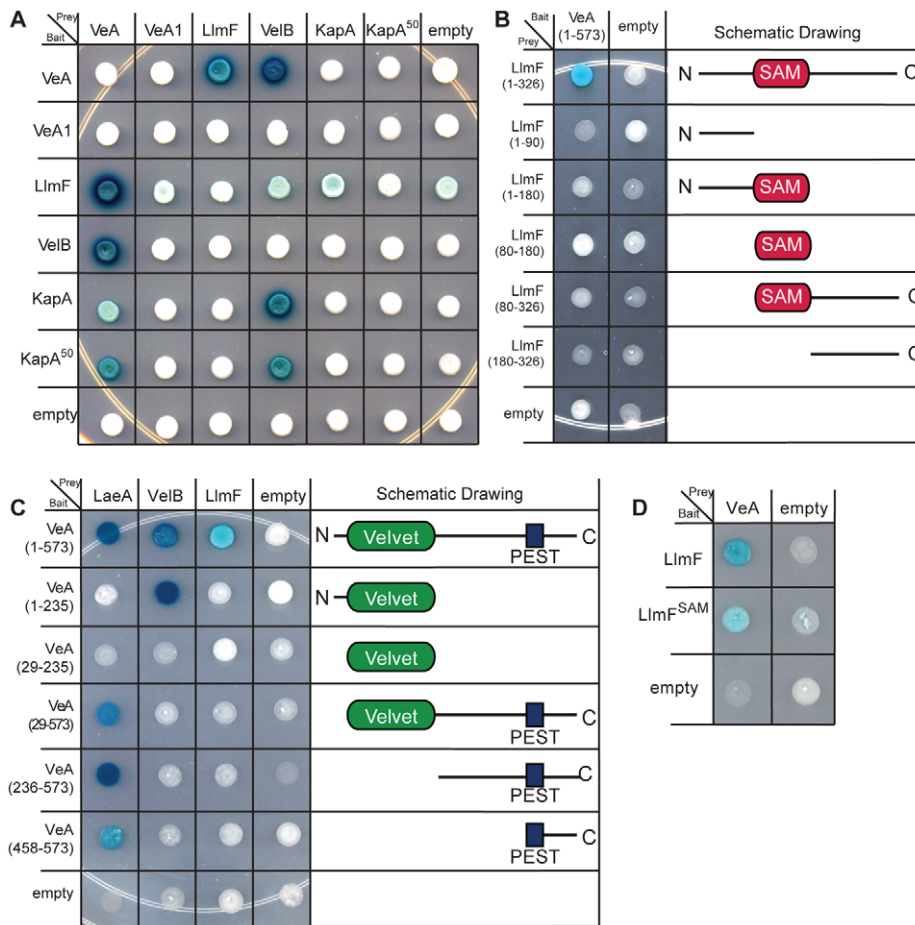 A
Prey
Bait
VeA VeA1 LlmF VelB KapA KapA⁵⁰ empty
VeA
VeA1
LlmF
VelB
KapA
KapA⁵⁰
empty
B
Bait
Prey
VeA
(1-573)
empty
Schematic Drawing
LlmF
(1-326)
N SAM C
LlmF
(1-90)
N
LlmF
(1-180)
N SAM
LlmF
(80-180)
SAM
LlmF
(80-326)
SAM C
LlmF
(180-326)
C
empty
C
Prey
Bait
LaeA VelB LlmF empty
Schematic Drawing
VeA
(1-573)
N Velvet C
PEST
VeA
(1-235)
N Velvet
VeA
(29-235)
Velvet
VeA
(29-573)
Velvet C
PEST
VeA
(236-573)
C
PEST
VeA
(458-573)
C
PEST
empty
D
Prey
Bait
VeA empty
LlmF
LlmF^SAM
empty